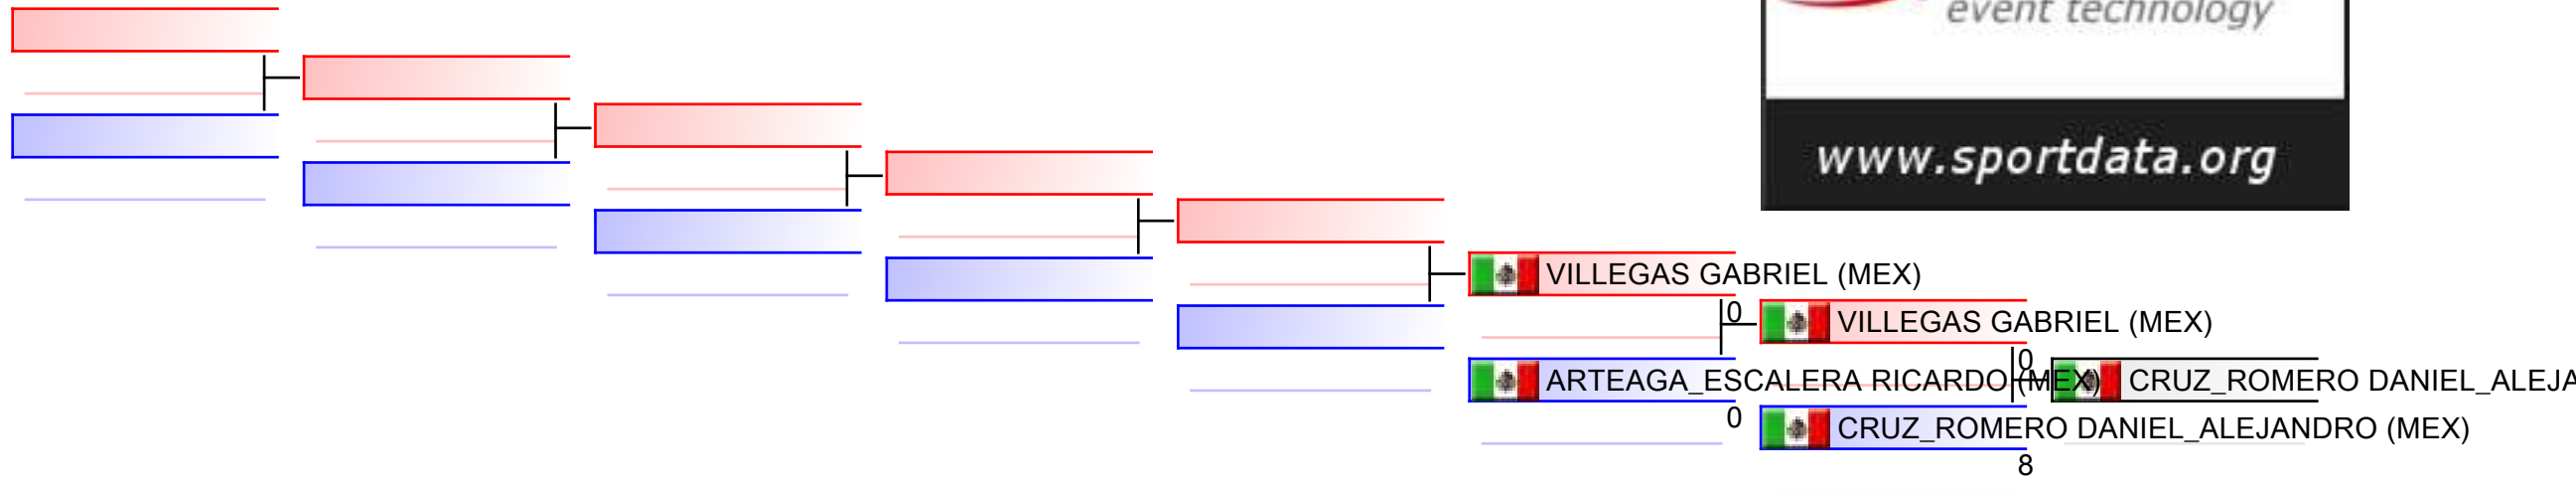 event technology
www.sportdata.org
VILLEGAS GABRIEL (MEX)
0
VILLEGAS GABRIEL (MEX)
0
ARTEAGA_ESCALERA RICARDO (MEX)
CRUZ_ROMERO DANIEL_ALEJA
0
CRUZ_ROMERO DANIEL_ALEJANDRO (MEX)
8